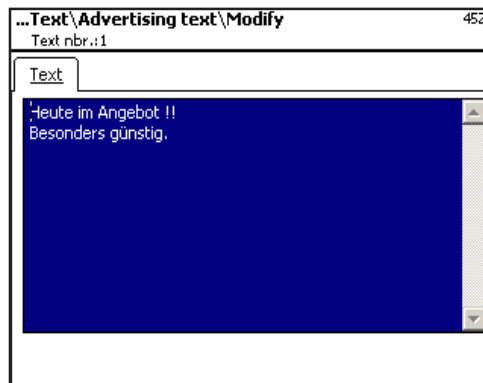 ...Text\Advertising text\Modify 452
Text nbr.:1
Text
Heute im Angebot !!
Besonders günstig.